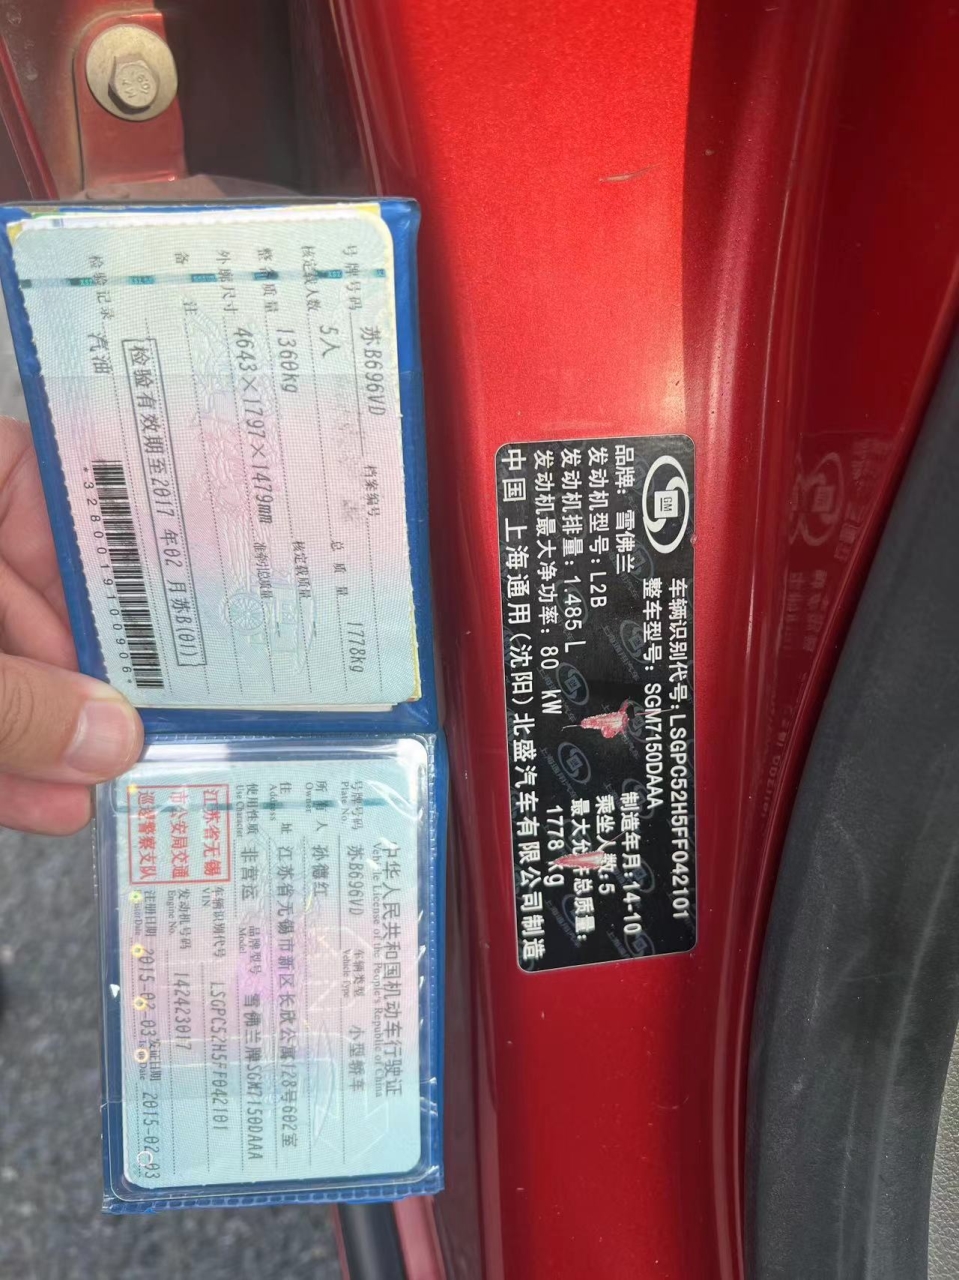 号牌号码 苏B696VD 档案编号
核定载人数 5人 总质量 1778kg
整备质量 1360kg 核定载质量
外廓尺寸 4643×1797×1479mm 准牵引总质量
备注
检验有效期至2017年02月苏B(01)
检验记录 汽油
*3280019100906*
中华人民共和国机动车行驶证
Vehicle License of the People's Republic of China
号牌号码 苏B696VD 车辆类型 小型轿车
Plate No. Vehicle Type
所有人 孙德红
Owner
住址 江苏省无锡市新区长欣公寓128号602室
Address
使用性质 非营运 品牌型号 雪佛兰牌SGM7150DAAA
Use Character Model
江苏省无锡
市公安局交通
巡逻警察支队
车辆识别代号 LSGPC52H5FF042101
VIN
发动机号码 142423017
Engine No.
注册日期 2015-02-03 发证日期 2015-02-03
GM
车辆识别代号:LSGPC52H5FF042101
整车型号: SGM7150DAAA
品牌: 雪佛兰 制造年月:14-10
发动机型号:L2B 乘坐人数:5
发动机排量:1.485 L 最大允许总质量:
发动机最大净功率: 80 kW 1778 kg
中国 上海通用(沈阳)北盛汽车有限公司制造